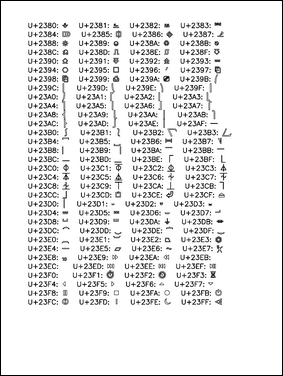 U+2380: ⎀ U+2381: ⎁ U+2382: ⎂ U+2383: ⎃
U+2384: ⎄ U+2385: ⎅ U+2386: ⎆ U+2387: ⎇
U+2388: ⎈ U+2389: ⎉ U+238A: ⎊ U+238B: ⎋
U+238C: ⎌ U+238D: ⎍ U+238E: ⎎ U+238F: ⎏
U+2390: ⎐ U+2391: ⎑ U+2392: ⎒ U+2393: ⎓
U+2394: ⎔ U+2395: ⎕ U+2396: ⎖ U+2397: ⎗
U+2398: ⎘ U+2399: ⎙ U+239A: ⎚ U+239B: ⎛
U+239C: ⎜ U+239D: ⎝ U+239E: ⎞ U+239F: ⎟
U+23A0: ⎠ U+23A1: ⎡ U+23A2: ⎢ U+23A3: ⎣
U+23A4: ⎤ U+23A5: ⎥ U+23A6: ⎦ U+23A7: ⎧
U+23A8: ⎨ U+23A9: ⎩ U+23AA: ⎪ U+23AB: ⎫
U+23AC: ⎬ U+23AD: ⎭ U+23AE: ⎮ U+23AF: ⎯
U+23B0: ⎰ U+23B1: ⎱ U+23B2: ⎲ U+23B3: ⎳
U+23B4: ⎴ U+23B5: ⎵ U+23B6: ⎶ U+23B7: ⎷
U+23B8: ⎸ U+23B9: ⎹ U+23BA: ⎺ U+23BB: ⎻
U+23BC: ⎼ U+23BD: ⎽ U+23BE: ⎾ U+23BF: ⎿
U+23C0: ⏀ U+23C1: ⏁ U+23C2: ⏂ U+23C3: ⏃
U+23C4: ⏄ U+23C5: ⏅ U+23C6: ⏆ U+23C7: ⏇
U+23C8: ⏈ U+23C9: ⏉ U+23CA: ⏊ U+23CB: ⏋
U+23CC: ⏌ U+23CD: ⏍ U+23CE: ⏎ U+23CF: ⏏
U+23D0: ⏐ U+23D1: ⏑ U+23D2: ⏒ U+23D3: ⏓
U+23D4: ⏔ U+23D5: ⏕ U+23D6: ⏖ U+23D7: ⏗
U+23D8: ⏘ U+23D9: ⏙ U+23DA: ⏚ U+23DB: ⏛
U+23DC: ⏜ U+23DD: ⏝ U+23DE: ⏞ U+23DF: ⏟
U+23E0: ⏠ U+23E1: ⏡ U+23E2: ⏢ U+23E3: ⏣
U+23E4: ⏤ U+23E5: ⏥ U+23E6: ⏦ U+23E7: ⏧
U+23E8: ⏨ U+23E9: ⏩ U+23EA: ⏪ U+23EB: ⏫
U+23EC: ⏬ U+23ED: ⏭ U+23EE: ⏮ U+23EF: ⏯
U+23F0: ⏰ U+23F1: ⏱ U+23F2: ⏲ U+23F3: ⏳
U+23F4: ⏴ U+23F5: ⏵ U+23F6: ⏶ U+23F7: ⏷
U+23F8: ⏸ U+23F9: ⏹ U+23FA: ⏺ U+23FB: ⏻
U+23FC: ⏼ U+23FD: ⏽ U+23FE: ⏾ U+23FF: ⏿